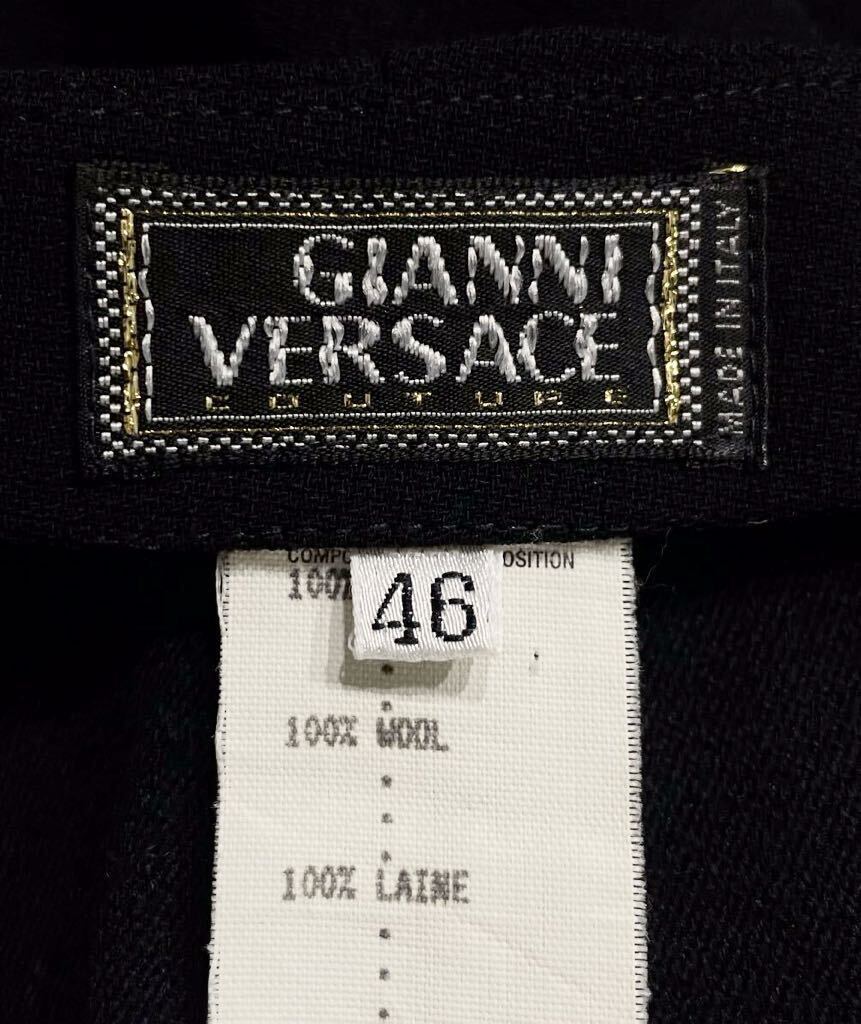 GIANNI
VERSACE
COUTURE
MADE IN ITALY
46
100% WOOL
100% LAINE